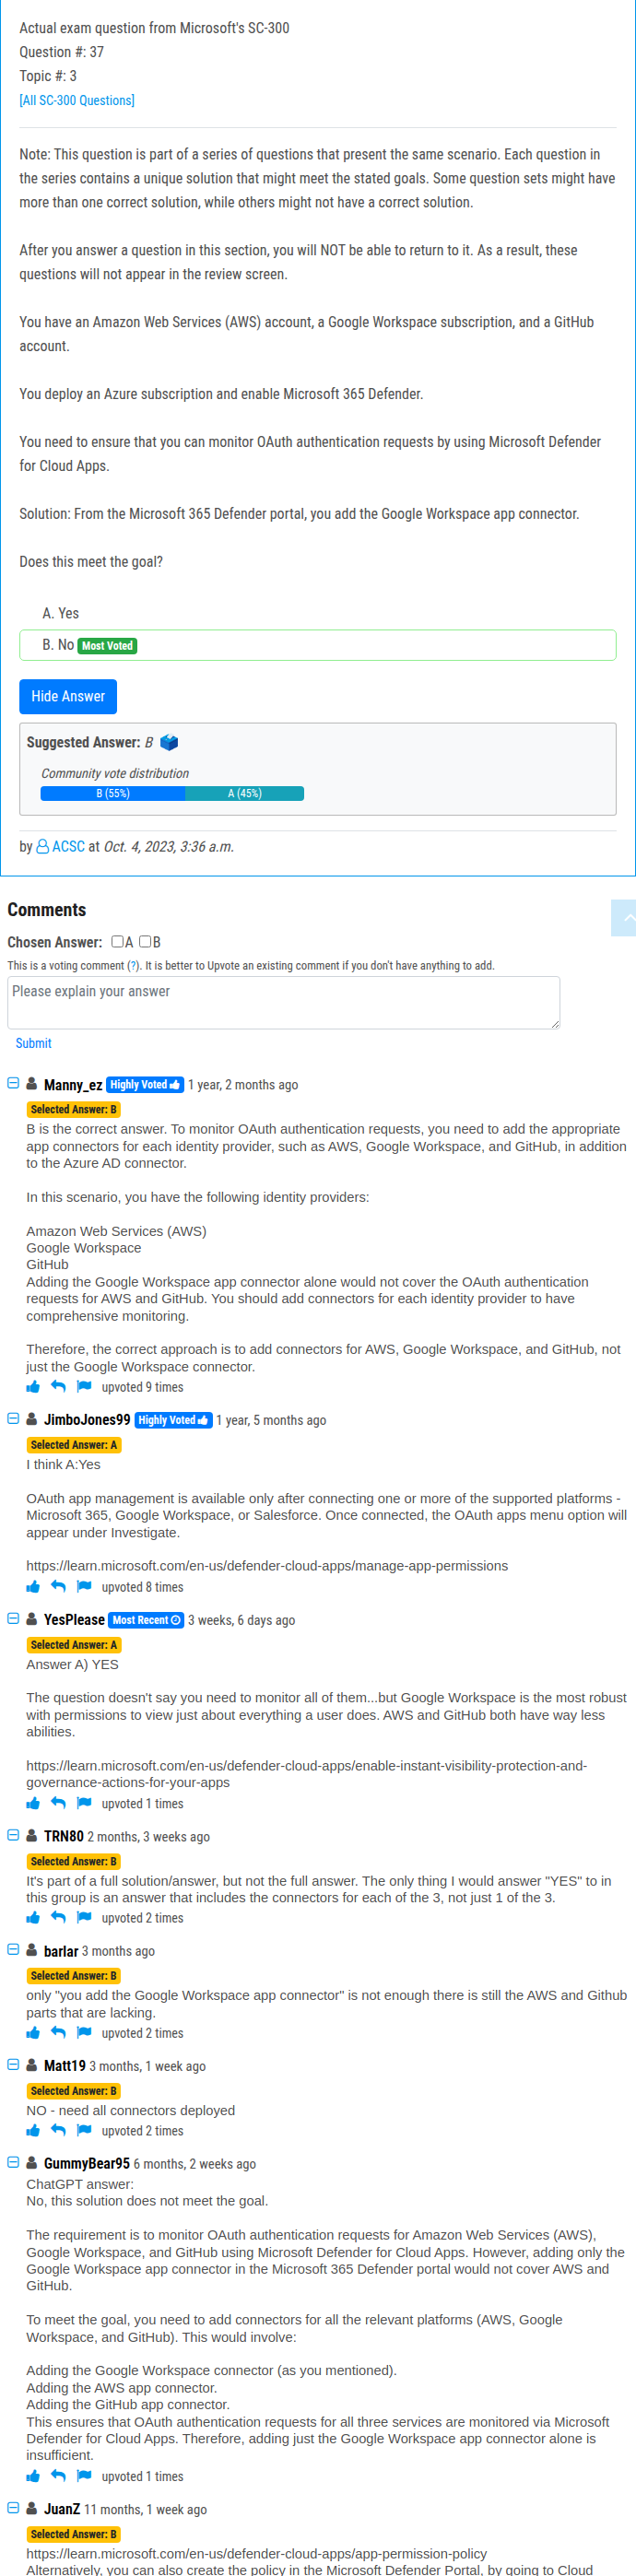 Actual exam question from Microsoft's SC-300
Question #: 37
Topic #: 3
[All SC-300 Questions]
Note: This question is part of a series of questions that present the same scenario. Each question in
the series contains a unique solution that might meet the stated goals. Some question sets might have
more than one correct solution, while others might not have a correct solution.
After you answer a question in this section, you will NOT be able to return to it. As a result, these
questions will not appear in the review screen.
You have an Amazon Web Services (AWS) account, a Google Workspace subscription, and a GitHub
account.
You deploy an Azure subscription and enable Microsoft 365 Defender.
You need to ensure that you can monitor OAuth authentication requests by using Microsoft Defender
for Cloud Apps.
Solution: From the Microsoft 365 Defender portal, you add the Google Workspace app connector.
Does this meet the goal?
A. Yes
B. No Most Voted
Hide Answer
Suggested Answer: B
Community vote distribution
B (55%) A (45%)
by ACSC at Oct. 4, 2023, 3:36 a.m.
Comments
Chosen Answer: A B
This is a voting comment (?). It is better to Upvote an existing comment if you don't have anything to add.
Please explain your answer
Submit
Manny_ez Highly Voted 1 year, 2 months ago
Selected Answer: B
B is the correct answer. To monitor OAuth authentication requests, you need to add the appropriate
app connectors for each identity provider, such as AWS, Google Workspace, and GitHub, in addition
to the Azure AD connector.
In this scenario, you have the following identity providers:
Amazon Web Services (AWS)
Google Workspace
GitHub
Adding the Google Workspace app connector alone would not cover the OAuth authentication
requests for AWS and GitHub. You should add connectors for each identity provider to have
comprehensive monitoring.
Therefore, the correct approach is to add connectors for AWS, Google Workspace, and GitHub, not
just the Google Workspace connector.
upvoted 9 times
JimboJones99 Highly Voted 1 year, 5 months ago
Selected Answer: A
I think A:Yes
OAuth app management is available only after connecting one or more of the supported platforms -
Microsoft 365, Google Workspace, or Salesforce. Once connected, the OAuth apps menu option will
appear under Investigate.
https://learn.microsoft.com/en-us/defender-cloud-apps/manage-app-permissions
upvoted 8 times
YesPlease Most Recent 3 weeks, 6 days ago
Selected Answer: A
Answer A) YES
The question doesn't say you need to monitor all of them...but Google Workspace is the most robust
with permissions to view just about everything a user does. AWS and GitHub both have way less
abilities.
https://learn.microsoft.com/en-us/defender-cloud-apps/enable-instant-visibility-protection-and-
governance-actions-for-your-apps
upvoted 1 times
TRN80 2 months, 3 weeks ago
Selected Answer: B
It's part of a full solution/answer, but not the full answer. The only thing I would answer "YES" to in
this group is an answer that includes the connectors for each of the 3, not just 1 of the 3.
upvoted 2 times
barlar 3 months ago
Selected Answer: B
only "you add the Google Workspace app connector" is not enough there is still the AWS and Github
parts that are lacking.
upvoted 2 times
Matt19 3 months, 1 week ago
Selected Answer: B
NO - need all connectors deployed
upvoted 2 times
GummyBear95 6 months, 2 weeks ago
ChatGPT answer:
No, this solution does not meet the goal.
The requirement is to monitor OAuth authentication requests for Amazon Web Services (AWS),
Google Workspace, and GitHub using Microsoft Defender for Cloud Apps. However, adding only the
Google Workspace app connector in the Microsoft 365 Defender portal would not cover AWS and
GitHub.
To meet the goal, you need to add connectors for all the relevant platforms (AWS, Google
Workspace, and GitHub). This would involve:
Adding the Google Workspace connector (as you mentioned).
Adding the AWS app connector.
Adding the GitHub app connector.
This ensures that OAuth authentication requests for all three services are monitored via Microsoft
Defender for Cloud Apps. Therefore, adding just the Google Workspace app connector alone is
insufficient.
upvoted 1 times
JuanZ 11 months, 1 week ago
Selected Answer: B
https://learn.microsoft.com/en-us/defender-cloud-apps/app-permission-policy
Alternatively, you can also create the policy in the Microsoft Defender Portal, by going to Cloud